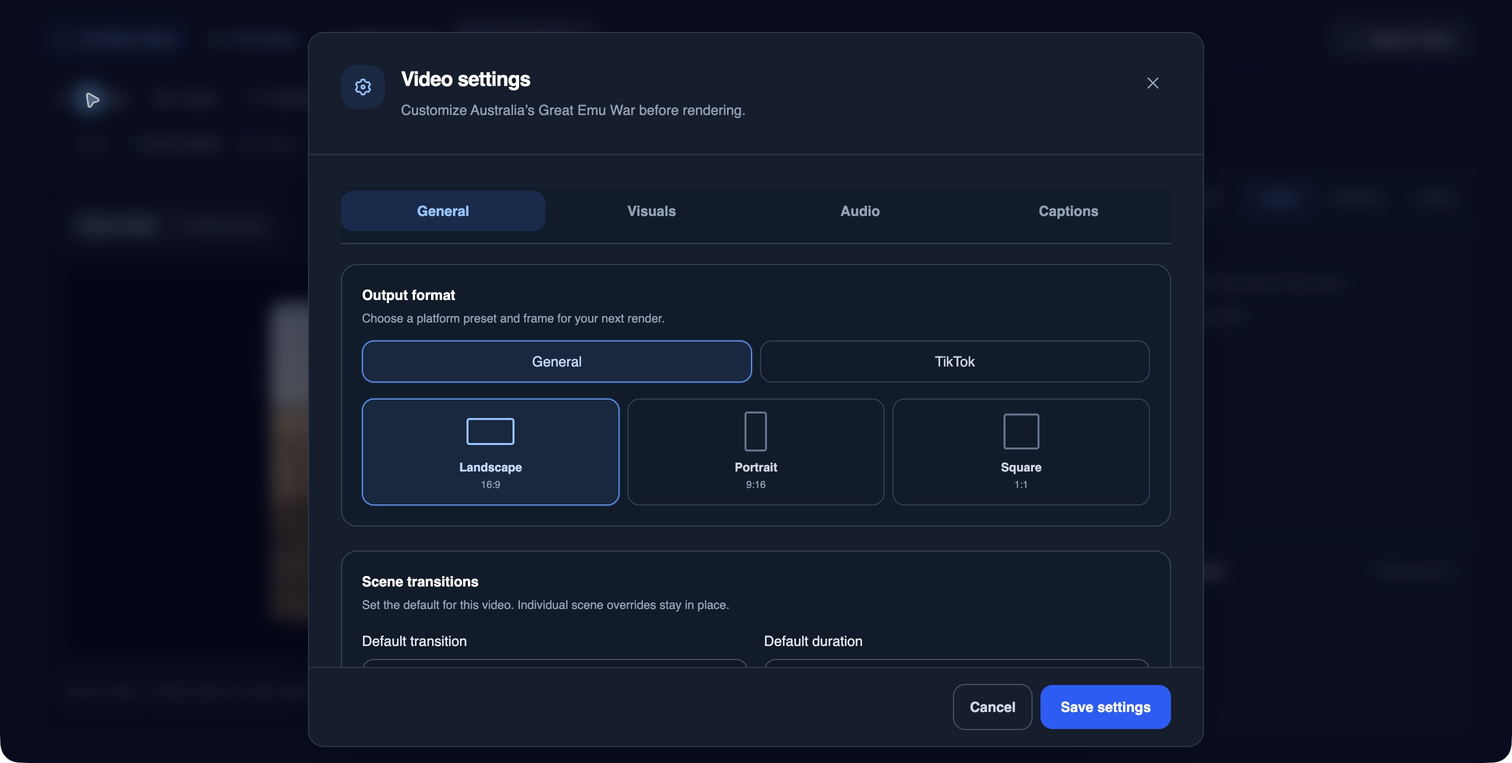 Video settings
Customize Australia’s Great Emu War before rendering.
General
Visuals
Audio
Captions
Output format
Choose a platform preset and frame for your next render.
General
TikTok
Landscape
Portrait
Square
16:9
9:16
1:1
Scene transitions
Set the default for this video. Individual scene overrides stay in place.
Default transition
Default duration
Cancel
Save settings